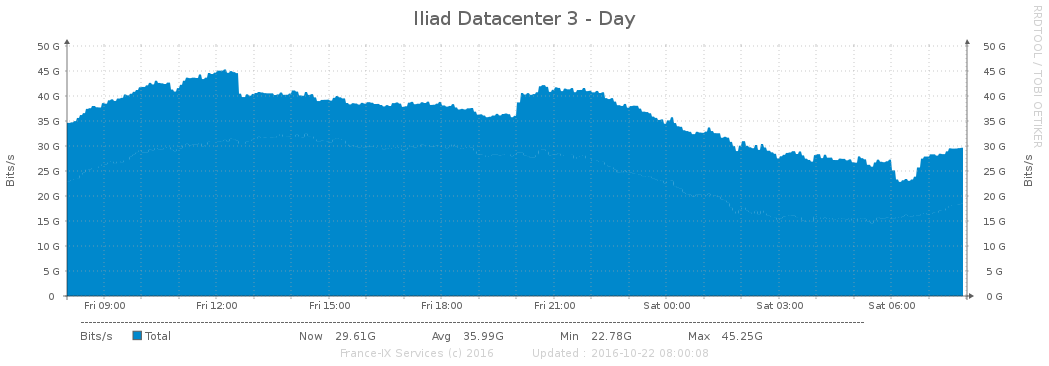 Iliad Datacenter 3 - Day
RRDTOOL / TOBI OETIKER
50 G 50 G
45 G 45 G
40 G 40 G
35 G 35 G
30 G 30 G
25 G 25 G
20 G 20 G
15 G 15 G
10 G 10 G
5 G 5 G
0 0 G
Bits/s
Bits/s
Fri 09:00 Fri 12:00 Fri 15:00 Fri 18:00 Fri 21:00 Sat 00:00 Sat 03:00 Sat 06:00
Bits/s Total Now 29.61G Avg 35.99G Min 22.78G Max 45.25G
France-IX Services (c) 2016 Updated : 2016-10-22 08:00:08